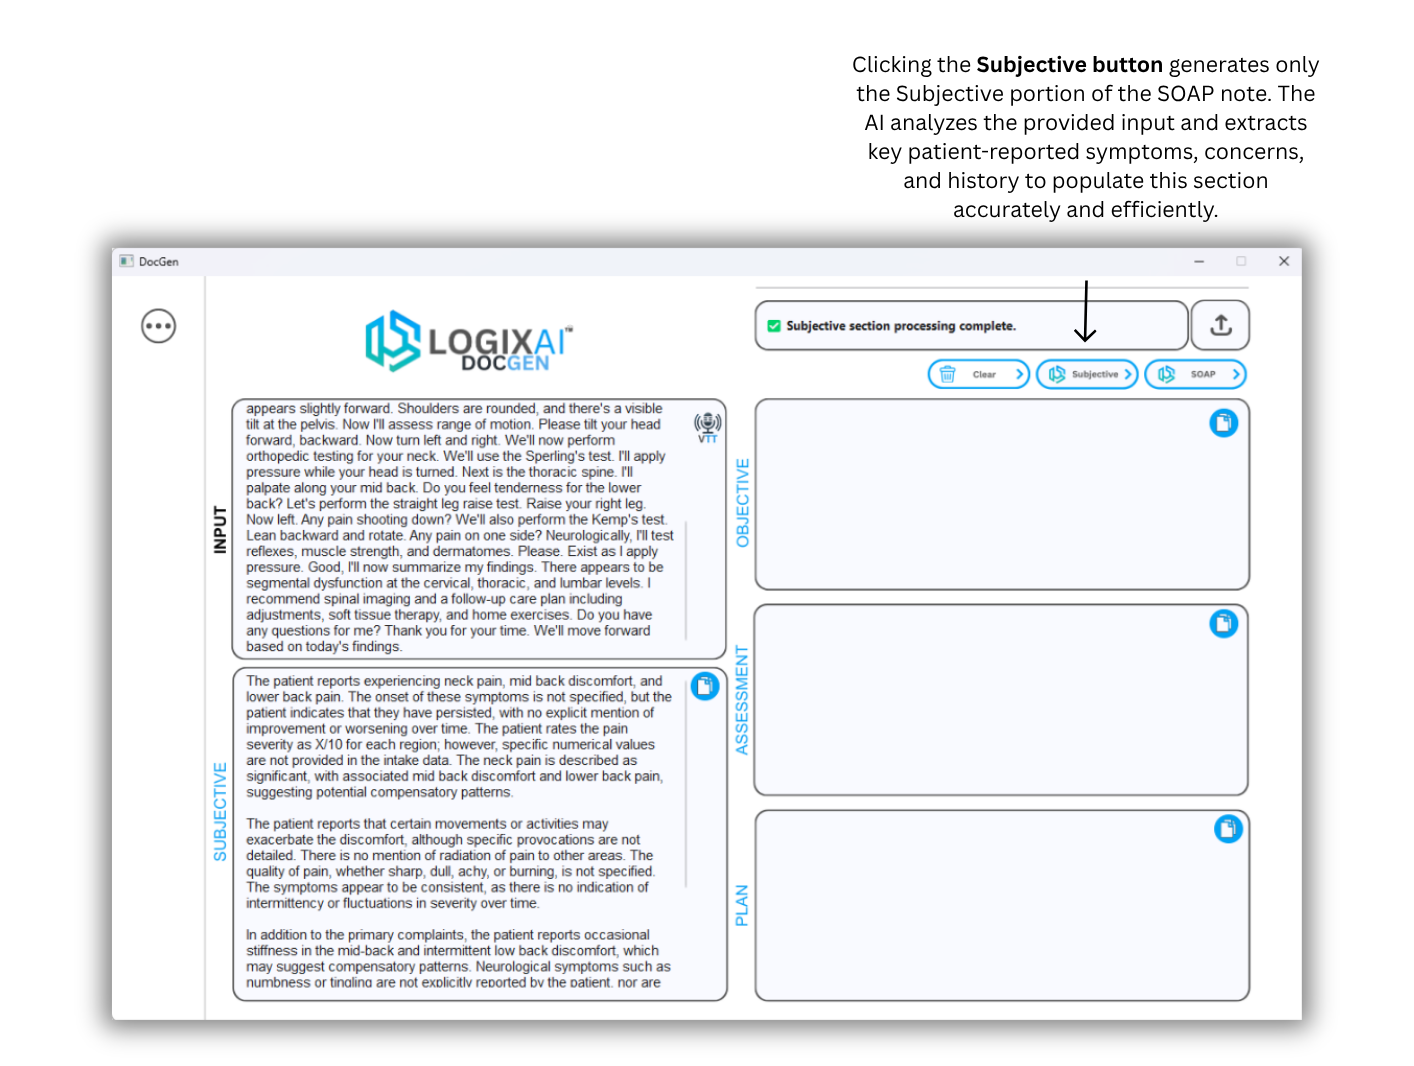 Clicking the Subjective button generates only
the Subjective portion of the SOAP note. The
AI analyzes the provided input and extracts
key patient-reported symptoms, concerns,
and history to populate this section
accurately and efficiently.
DocGen
LOGIXAI™
DOCGEN
Subjective section processing complete.
Clear
Subjective
SOAP
INPUT
appears slightly forward. Shoulders are rounded, and there's a visible
tilt at the pelvis. Now I'll assess range of motion. Please tilt your head
forward, backward. Now turn left and right. We'll now perform
orthopedic testing for your neck. We'll use the Sperling's test. I'll apply
pressure while your head is turned. Next is the thoracic spine. I'll
palpate along your mid back. Do you feel tenderness for the lower
back? Let's perform the straight leg raise test. Raise your right leg.
Now left. Any pain shooting down? We'll also perform the Kemp's test.
Lean backward and rotate. Any pain on one side? Neurologically, I'll test
reflexes, muscle strength, and dermatomes. Please. Exist as I apply
pressure. Good, I'll now summarize my findings. There appears to be
segmental dysfunction at the cervical, thoracic, and lumbar levels. I
recommend spinal imaging and a follow-up care plan including
adjustments, soft tissue therapy, and home exercises. Do you have
any questions for me? Thank you for your time. We'll move forward
based on today's findings.
VTT
SUBJECTIVE
The patient reports experiencing neck pain, mid back discomfort, and
lower back pain. The onset of these symptoms is not specified, but the
patient indicates that they have persisted, with no explicit mention of
improvement or worsening over time. The patient rates the pain
severity as X/10 for each region; however, specific numerical values
are not provided in the intake data. The neck pain is described as
significant, with associated mid back discomfort and lower back pain,
suggesting potential compensatory patterns.
The patient reports that certain movements or activities may
exacerbate the discomfort, although specific provocations are not
detailed. There is no mention of radiation of pain to other areas. The
quality of pain, whether sharp, dull, achy, or burning, is not specified.
The symptoms appear to be consistent, as there is no indication of
intermittency or fluctuations in severity over time.
In addition to the primary complaints, the patient reports occasional
stiffness in the mid-back and intermittent low back discomfort, which
may suggest compensatory patterns. Neurological symptoms such as
numbness or tingling are not explicitly reported by the patient, nor are
OBJECTIVE
ASSESSMENT
PLAN